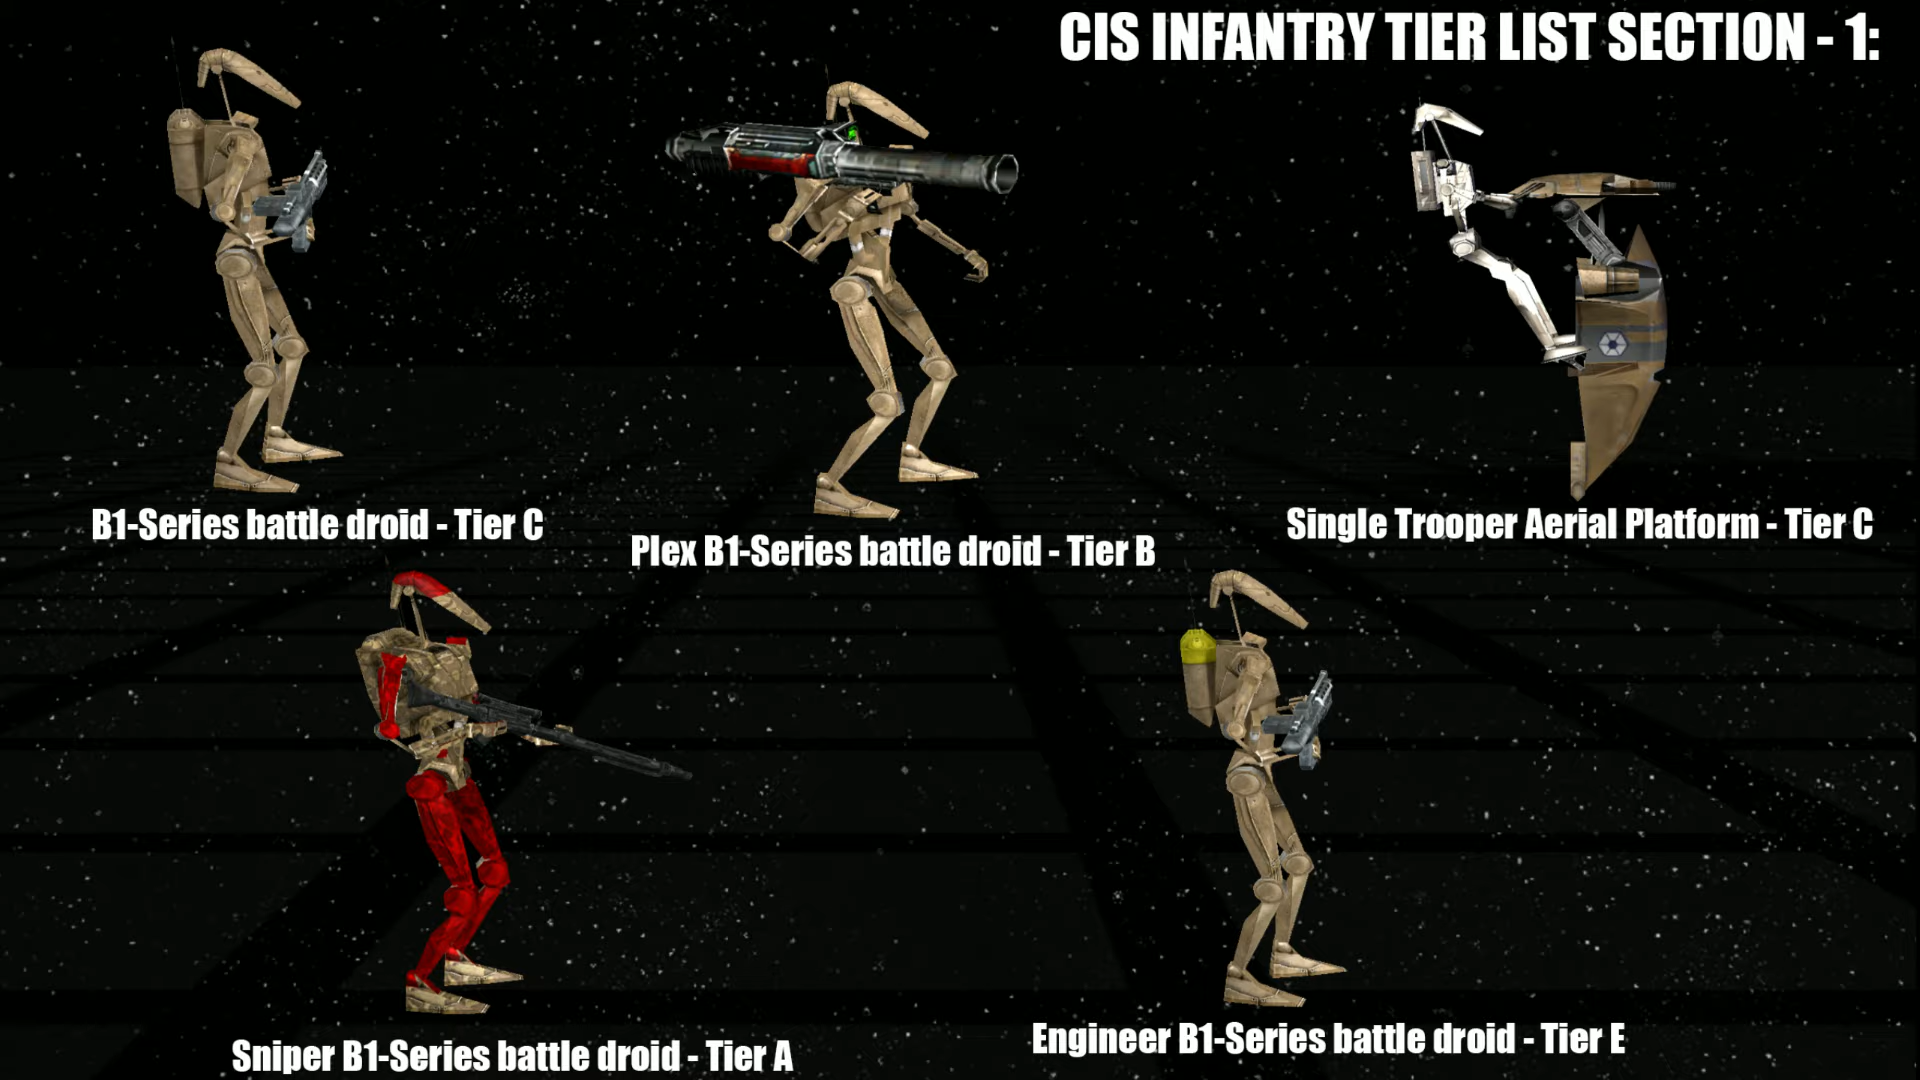 CIS INFANTRY TIER LIST SECTION - 1:
B1-Series battle droid - Tier C
Plex B1-Series battle droid - Tier B
Single Trooper Aerial Platform - Tier C
Sniper B1-Series battle droid - Tier A
Engineer B1-Series battle droid - Tier E